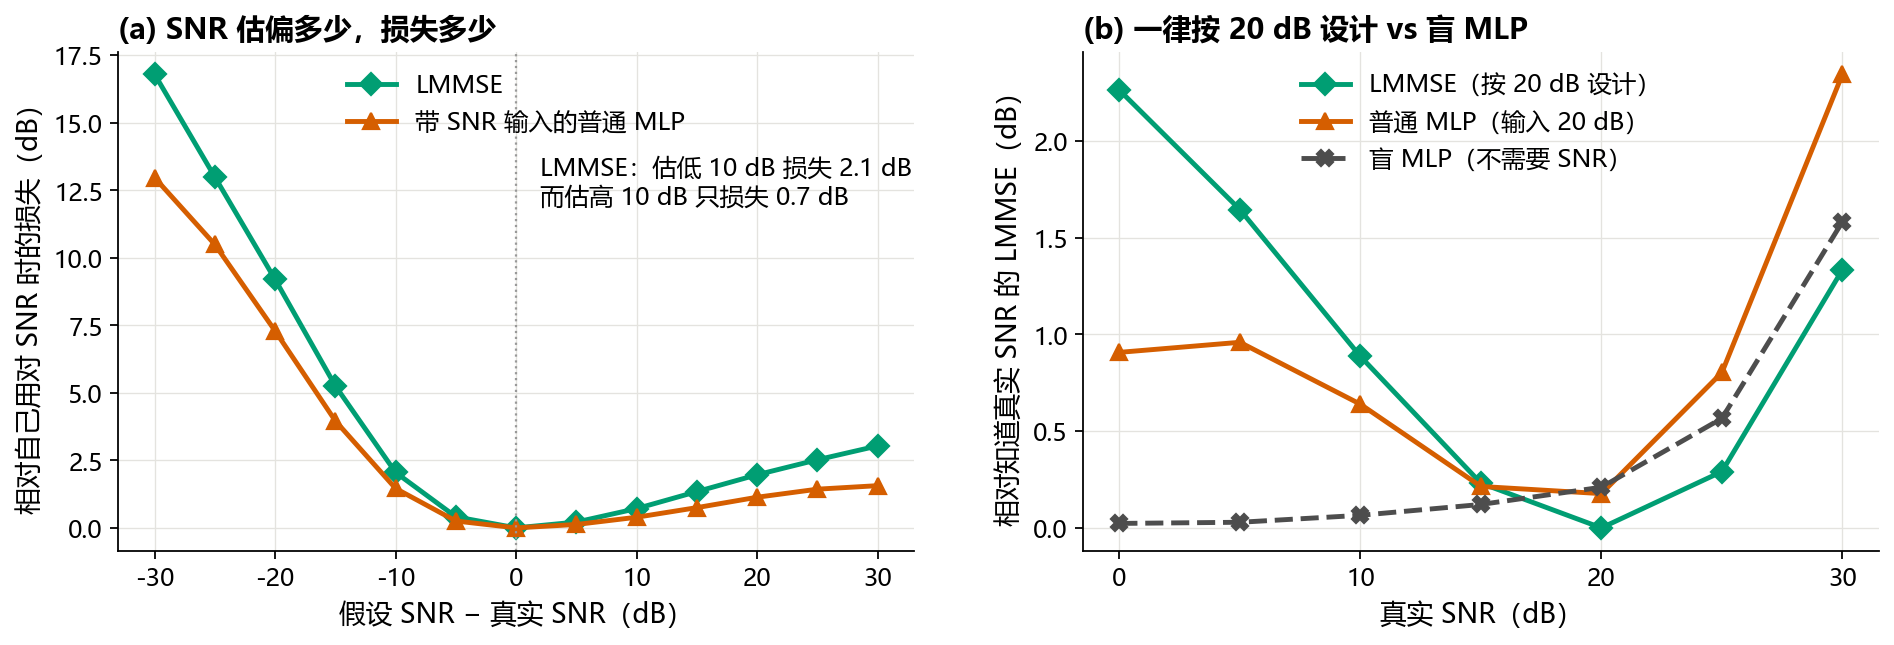 (a) SNR 估偏多少，损失多少
相对自己用对 SNR 时的损失（dB）
17.5
15.0
12.5
10.0
7.5
5.0
2.5
0.0
LMMSE
带 SNR 输入的普通 MLP
LMMSE：估低 10 dB 损失 2.1 dB
而估高 10 dB 只损失 0.7 dB
-30
-20
-10
0
10
20
30
假设 SNR − 真实 SNR（dB）
(b) 一律按 20 dB 设计 vs 盲 MLP
相对知道真实 SNR 的 LMMSE（dB）
2.0
1.5
1.0
0.5
0.0
LMMSE（按 20 dB 设计）
普通 MLP（输入 20 dB）
盲 MLP（不需要 SNR）
0
10
20
30
真实 SNR（dB）